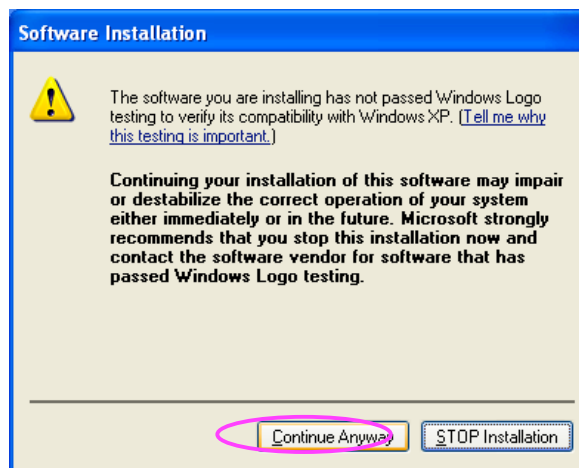 Software Installation
The software you are installing has not passed Windows Logo
testing to verify its compatibility with Windows XP. (Tell me why
this testing is important.)
Continuing your installation of this software may impair
or destabilize the correct operation of your system
either immediately or in the future. Microsoft strongly
recommends that you stop this installation now and
contact the software vendor for software that has
passed Windows Logo testing.
Continue Anyway STOP Installation